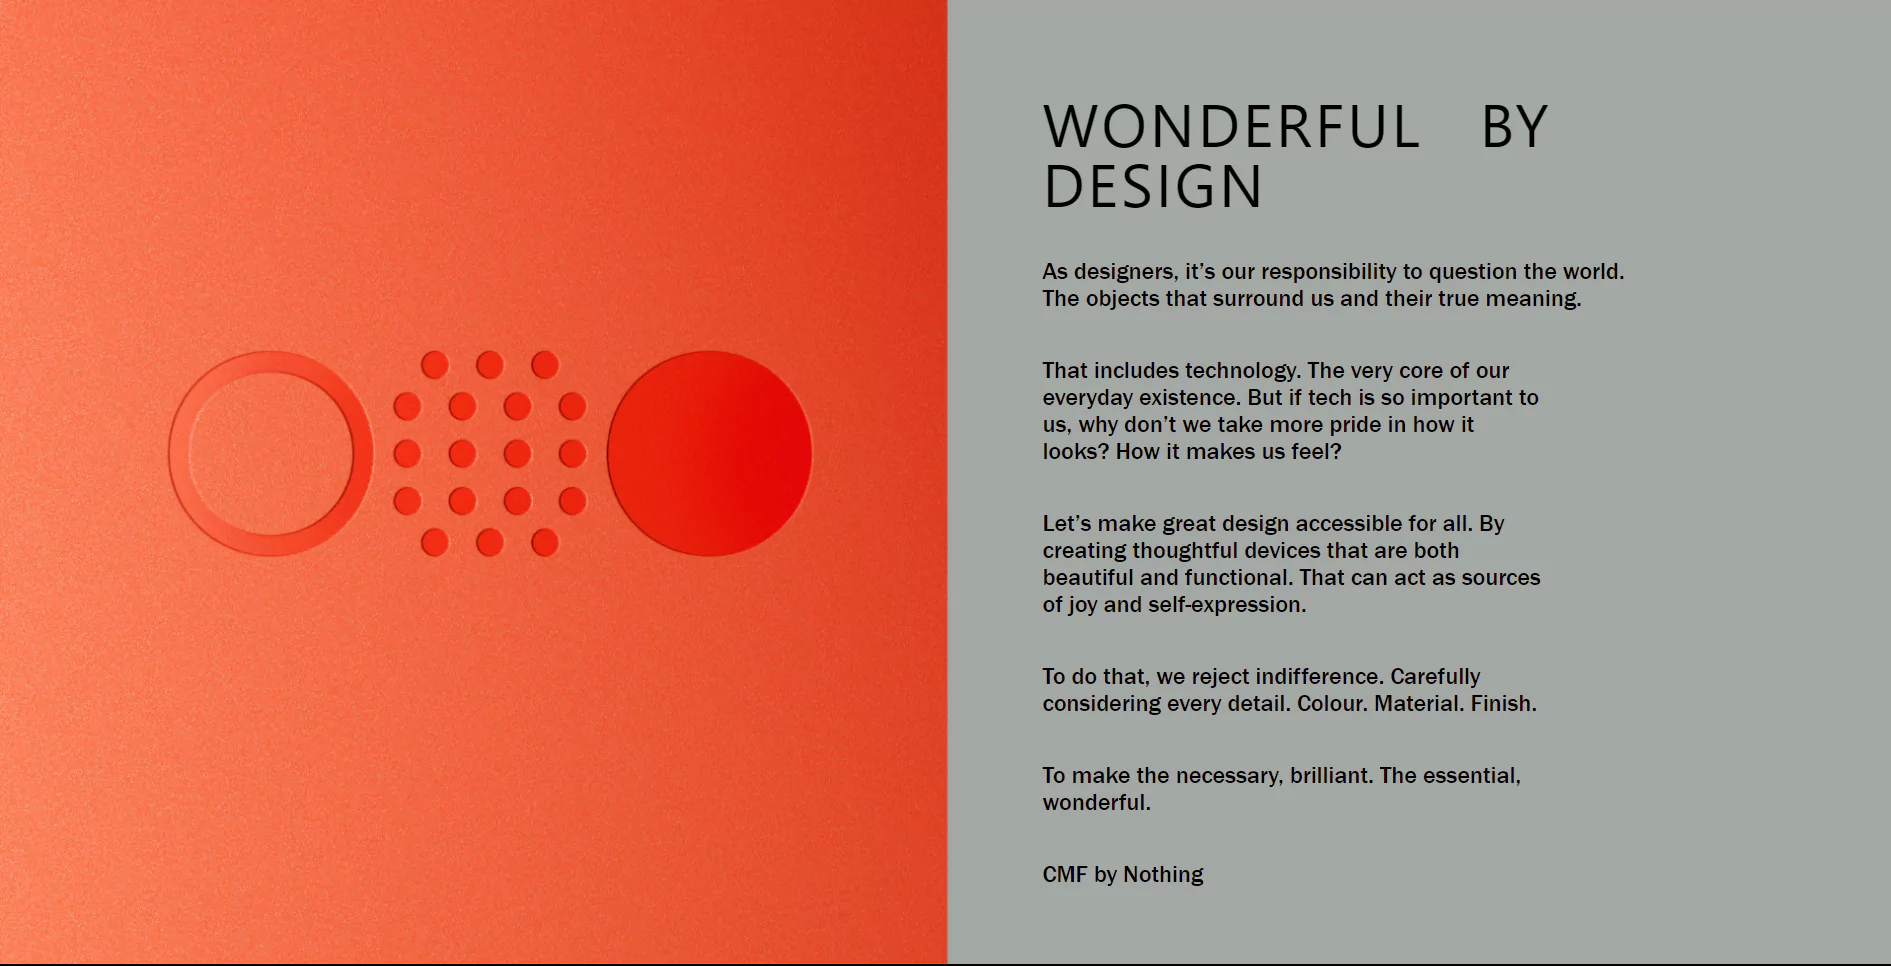 WONDERFUL BY
DESIGN
As designers, it’s our responsibility to question the world.
The objects that surround us and their true meaning.
That includes technology. The very core of our
everyday existence. But if tech is so important to
us, why don’t we take more pride in how it
looks? How it makes us feel?
Let’s make great design accessible for all. By
creating thoughtful devices that are both
beautiful and functional. That can act as sources
of joy and self-expression.
To do that, we reject indifference. Carefully
considering every detail. Colour. Material. Finish.
To make the necessary, brilliant. The essential,
wonderful.
CMF by Nothing